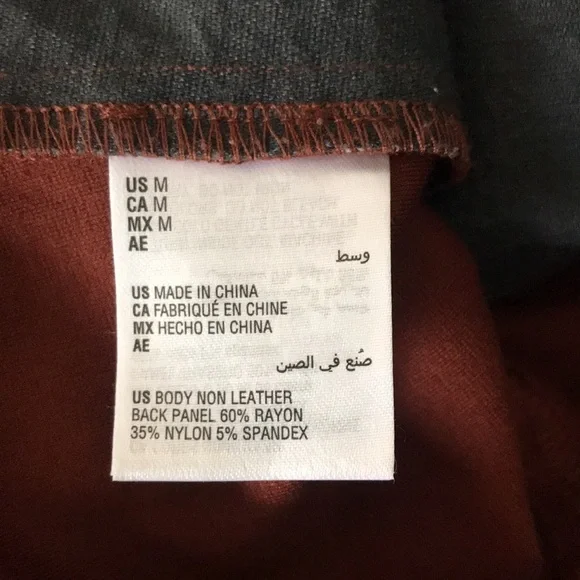 US M
CA M
MX M
AE
وسط
US MADE IN CHINA
CA FABRIQUÉ EN CHINE
MX HECHO EN CHINA
AE
صُنع في الصين
US BODY NON LEATHER
BACK PANEL 60% RAYON
35% NYLON 5% SPANDEX